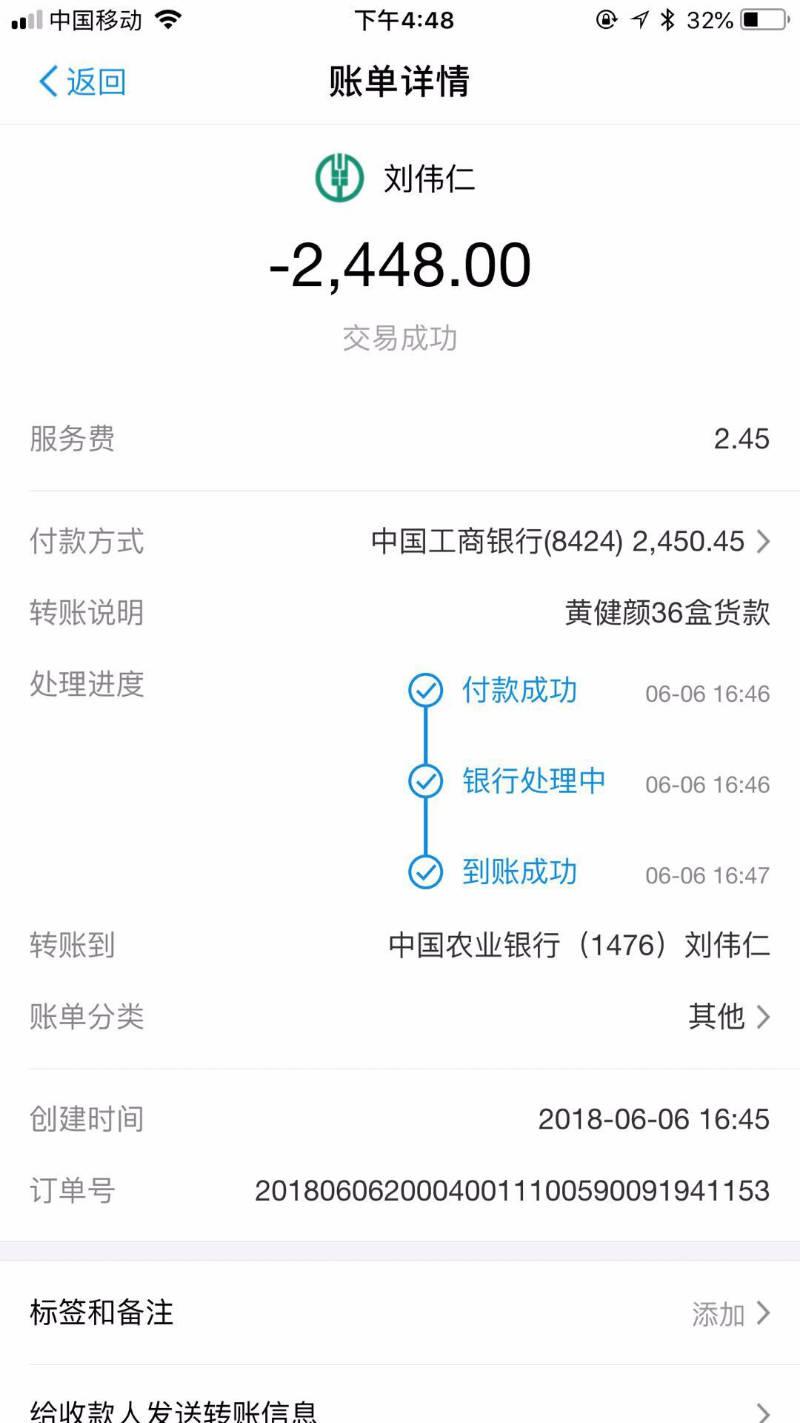 中国移动 下午4:48 32%
返回 账单详情
刘伟仁
-2,448.00
交易成功
服务费 2.45
付款方式 中国工商银行(8424) 2,450.45
转账说明 黄健颜36盒货款
处理进度 付款成功 06-06 16:46
银行处理中 06-06 16:46
到账成功 06-06 16:47
转账到 中国农业银行（1476）刘伟仁
账单分类 其他
创建时间 2018-06-06 16:45
订单号 20180606200040011100590091941153
标签和备注 添加
给收款人发送转账信息